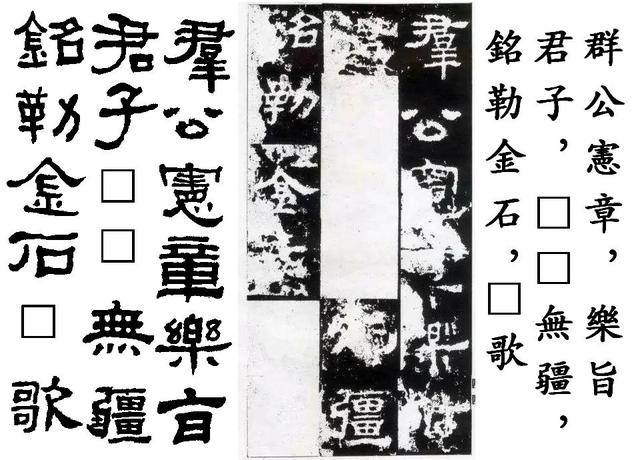 群公憲章，樂旨
君子，□□無疆，
銘勒金石，□歌
羣公憲章樂旨
君無疆
銘勒金石
羣公憲章樂旨
君子□□無疆
銘勒金石□歌